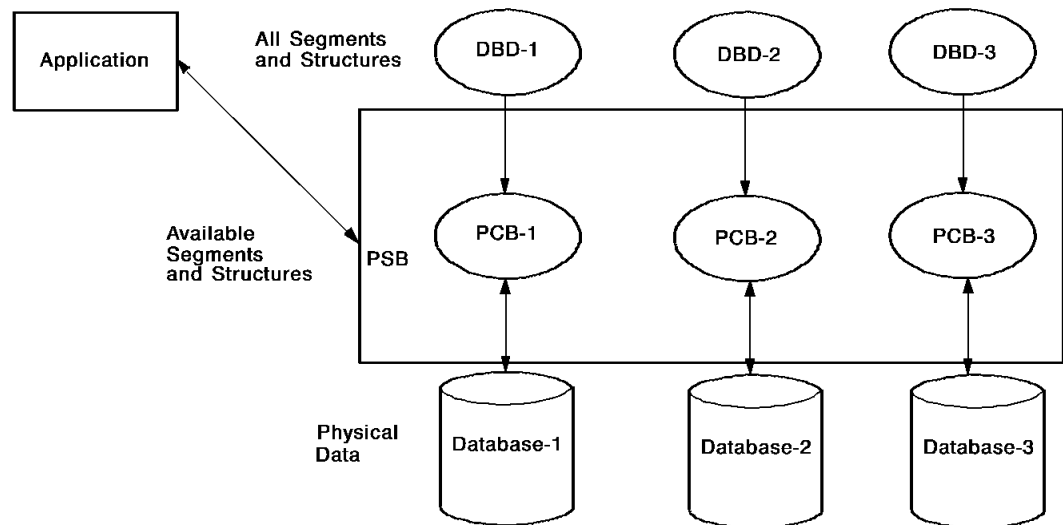 Application
All Segments
and Structures
DBD-1
DBD-2
DBD-3
Available
Segments
and Structures
PSB
PCB-1
PCB-2
PCB-3
Physical
Data
Database-1
Database-2
Database-3